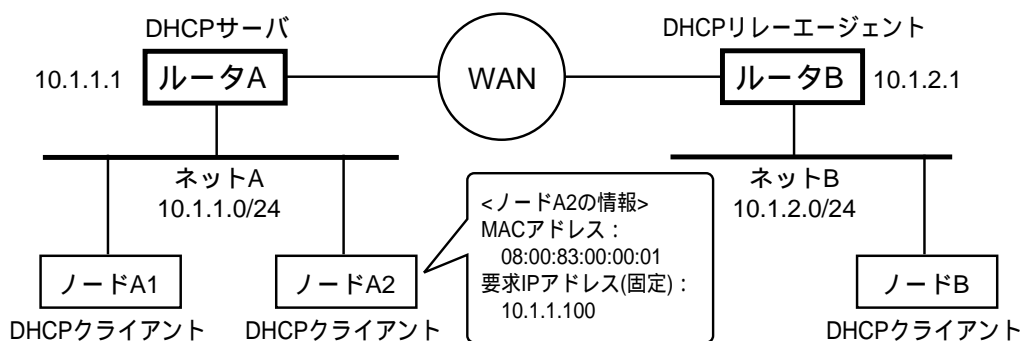 DHCPサーバ
DHCPリレーエージェント
10.1.1.1
ルータA
WAN
ルータB
10.1.2.1
ネットA
10.1.1.0/24
ネットB
10.1.2.0/24
<ノードA2の情報>
MACアドレス：
08:00:83:00:00:01
要求IPアドレス(固定)：
10.1.1.100
ノードA1
ノードA2
ノードB
DHCPクライアント
DHCPクライアント
DHCPクライアント